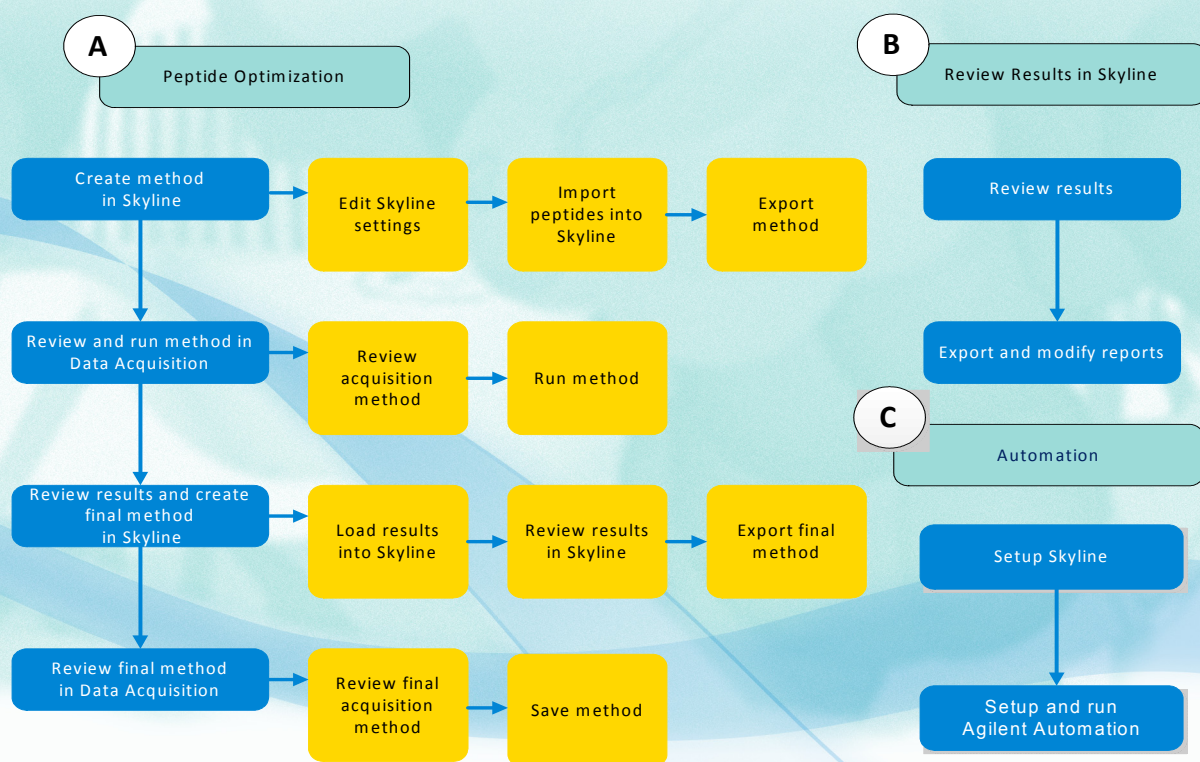 A
Peptide Optimization
Create method
in Skyline
Edit Skyline
settings
Import
peptides into
Skyline
Export
method
Review and run method in
Data Acquisition
Review
acquisition
method
Run method
Review results and create
final method
in Skyline
Load results
into Skyline
Review results
in Skyline
Export final
method
Review final method
in Data Acquisition
Review final
acquisition
method
Save method
B
Review Results in Skyline
Review results
Export and modify reports
C
Automation
Setup Skyline
Setup and run
Agilent Automation